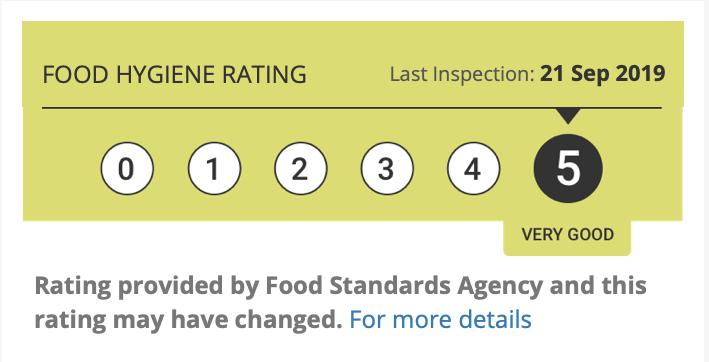 FOOD HYGIENE RATING Last Inspection: 21 Sep 2019
0 1 2 3 4 5
VERY GOOD
Rating provided by Food Standards Agency and this
rating may have changed. For more details